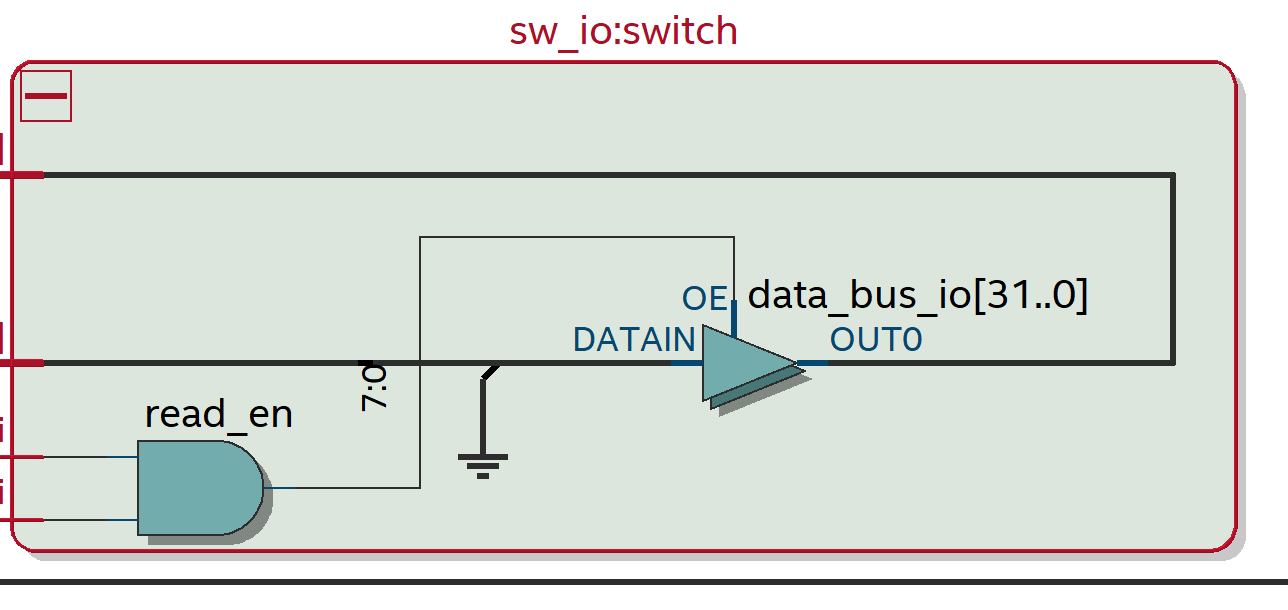 sw_io:switch
OE
data_bus_io[31..0]
DATAIN
OUT0
7:0
read_en
i
i